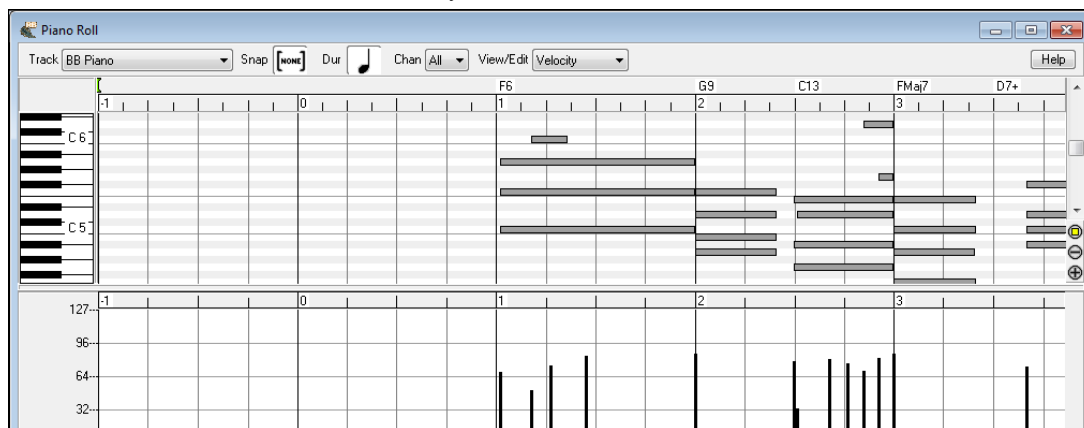 Piano Roll
Track BB Piano Snap NONE Dur Chan All View/Edit Velocity Help
F6 G9 C13 FMaj7 D7+
-1 0 1 2 3
C 6
C 5
-1 0 1 2 3
127
96
64
32